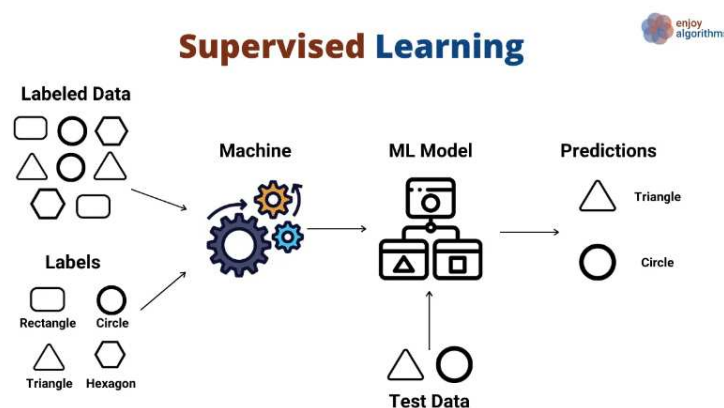 enjoy
algorithms
Supervised Learning
Labeled Data
Machine
ML Model
Predictions
Triangle
Circle
Labels
Rectangle Circle
Triangle Hexagon
Test Data